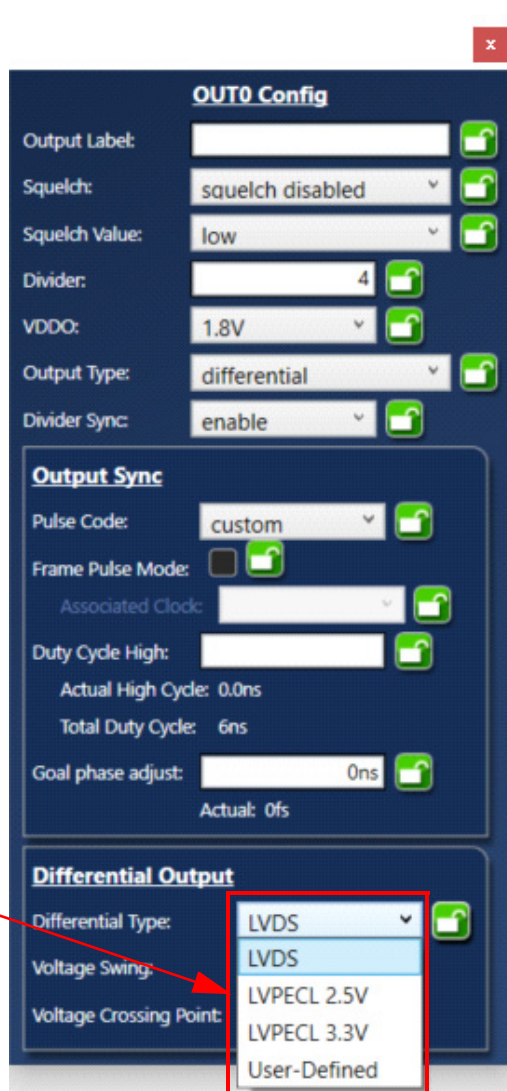 x
OUT0 Config
Output Label:
Squelch: squelch disabled
Squelch Value: low
Divider: 4
VDDO: 1.8V
Output Type: differential
Divider Sync: enable
Output Sync
Pulse Code: custom
Frame Pulse Mode:
Associated Clock:
Duty Cycle High:
Actual High Cycle: 0.0ns
Total Duty Cycle: 6ns
Goal phase adjust: 0ns
Actual: 0fs
Differential Output
Differential Type: LVDS
Voltage Swing: LVDS
LVPECL 2.5V
Voltage Crossing Point: LVPECL 3.3V
User-Defined